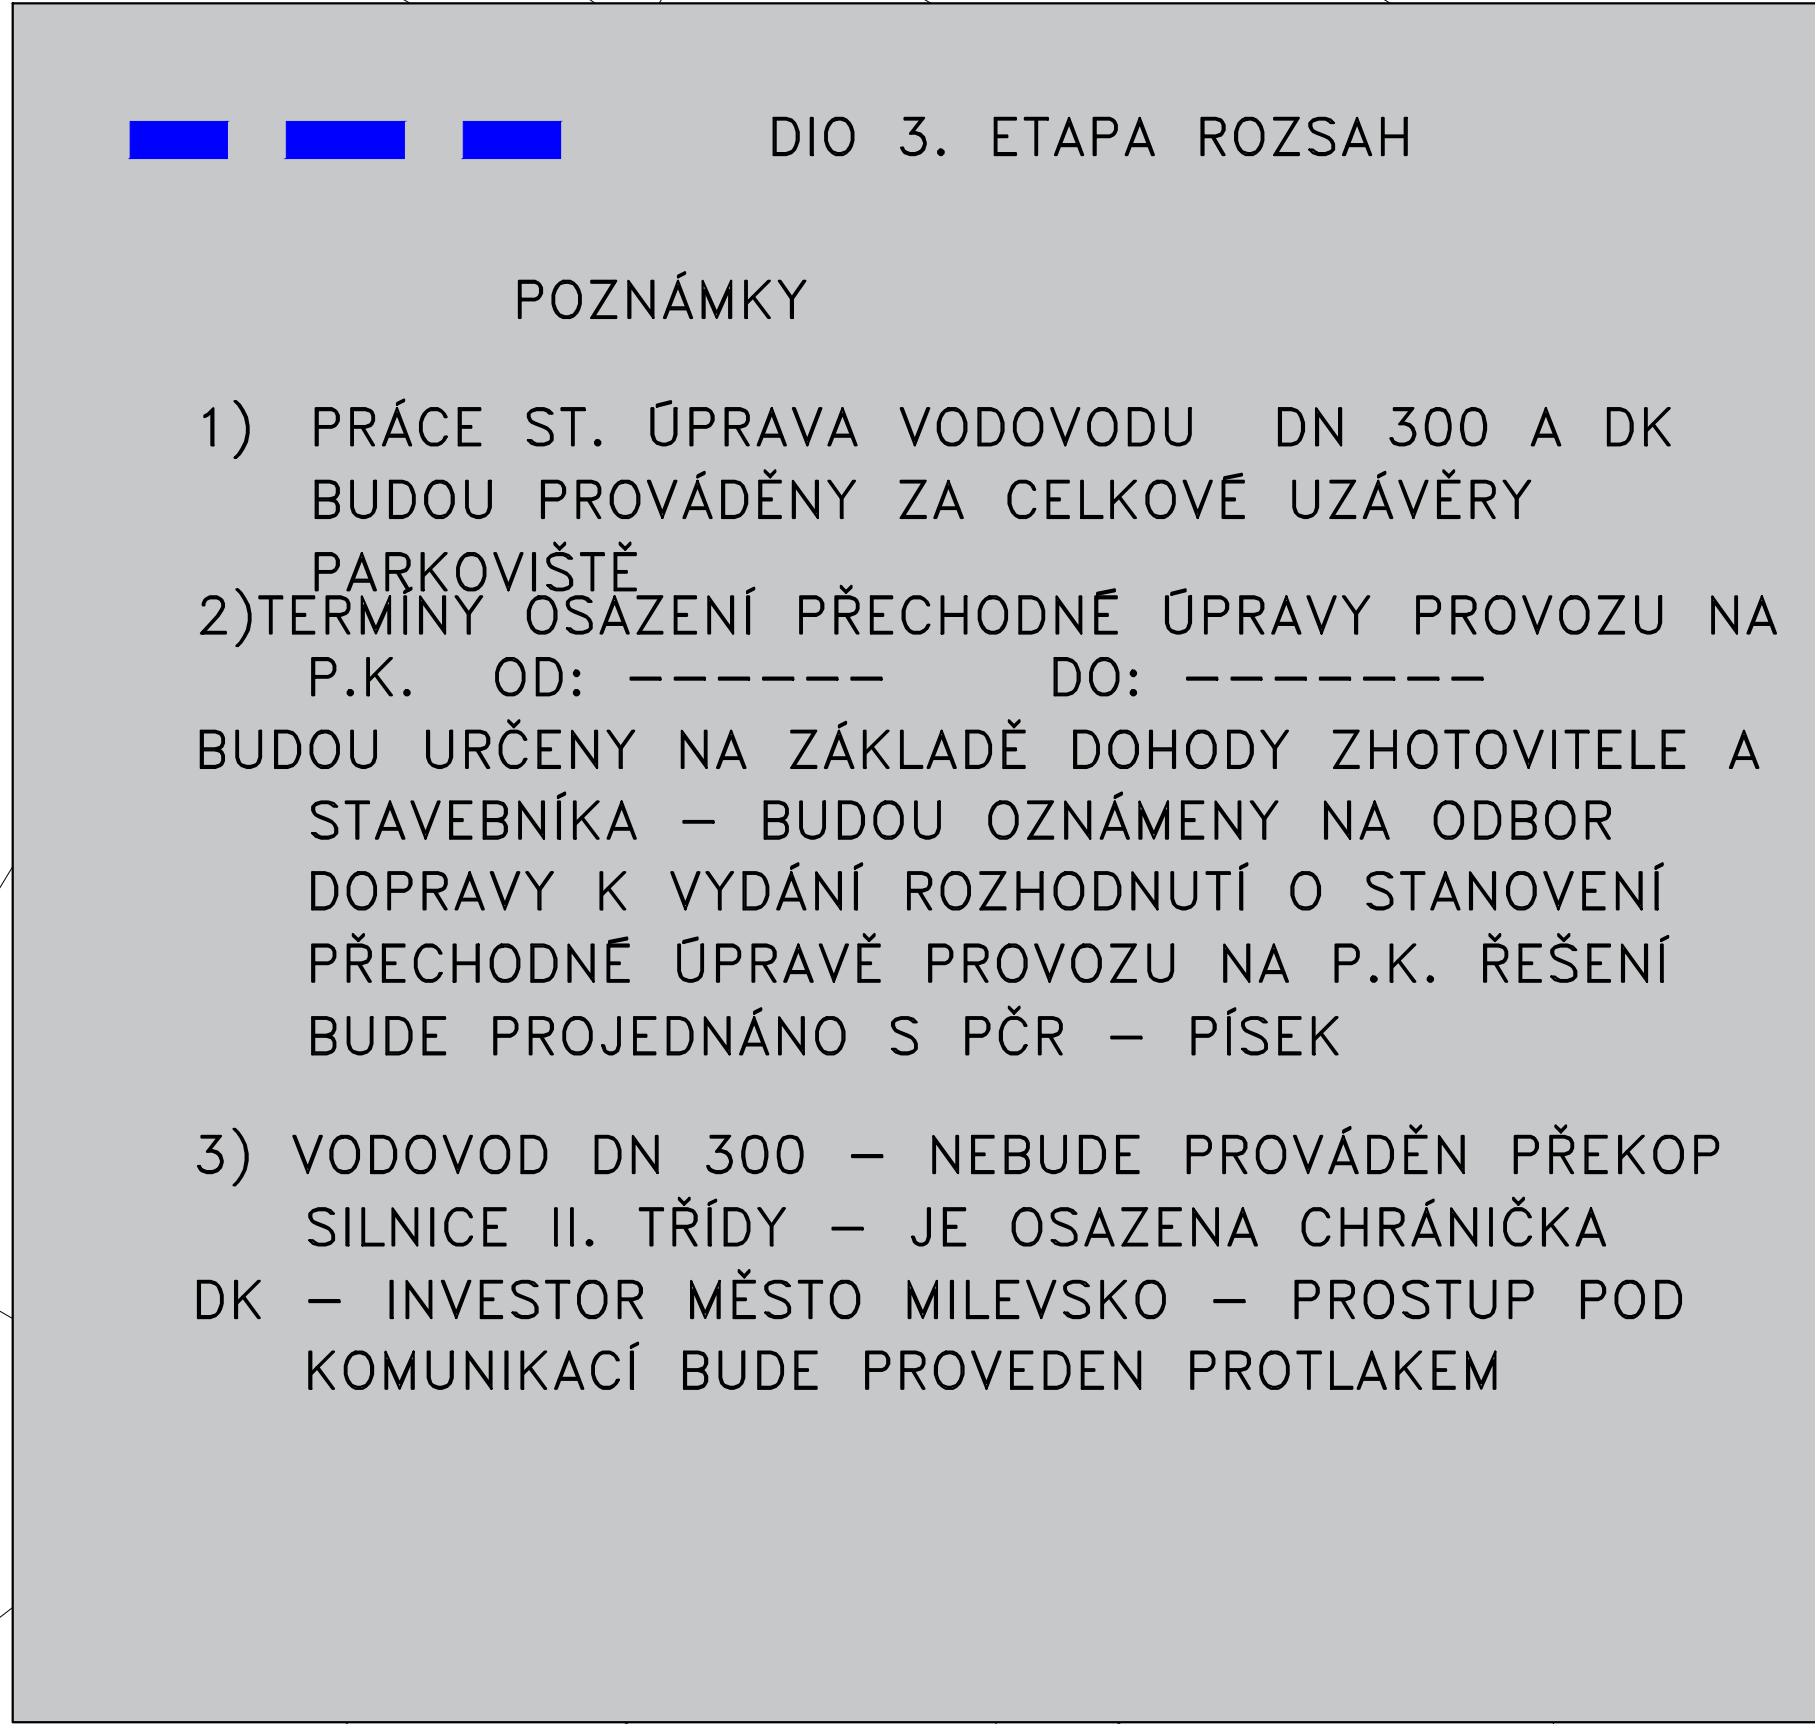 DIO 3. ETAPA ROZSAH
POZNÁMKY
1) PRÁCE ST. ÚPRAVA VODOVODU DN 300 A DK
BUDOU PROVÁDĚNY ZA CELKOVÉ UZÁVĚRY
PARKOVIŠTĚ
2)TERMÍNY OSAZENÍ PŘECHODNÉ ÚPRAVY PROVOZU NA
P.K. OD: ------ DO: -------
BUDOU URČENY NA ZÁKLADĚ DOHODY ZHOTOVITELE A
STAVEBNÍKA – BUDOU OZNÁMENY NA ODBOR
DOPRAVY K VYDÁNÍ ROZHODNUTÍ O STANOVENÍ
PŘECHODNÉ ÚPRAVĚ PROVOZU NA P.K. ŘEŠENÍ
BUDE PROJEDNÁNO S PČR – PÍSEK
3) VODOVOD DN 300 – NEBUDE PROVÁDĚN PŘEKOP
SILNICE II. TŘÍDY – JE OSAZENA CHRÁNIČKA
DK – INVESTOR MĚSTO MILEVSKO – PROSTUP POD
KOMUNIKACÍ BUDE PROVEDEN PROTLAKEM